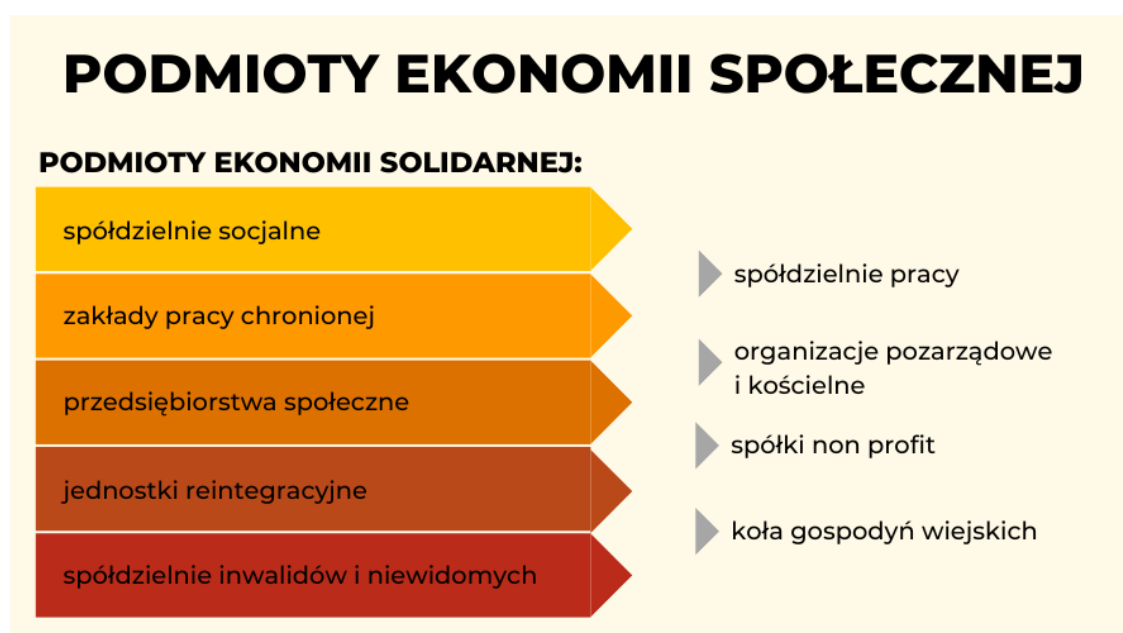 PODMIOTY EKONOMII SPOŁECZNEJ
PODMIOTY EKONOMII SOLIDARNEJ:
spółdzielnie socjalne
zakłady pracy chronionej
przedsiębiorstwa społeczne
jednostki reintegracyjne
spółdzielnie inwalidów i niewidomych
spółdzielnie pracy
organizacje pozarządowe
i kościelne
spółki non profit
koła gospodyń wiejskich